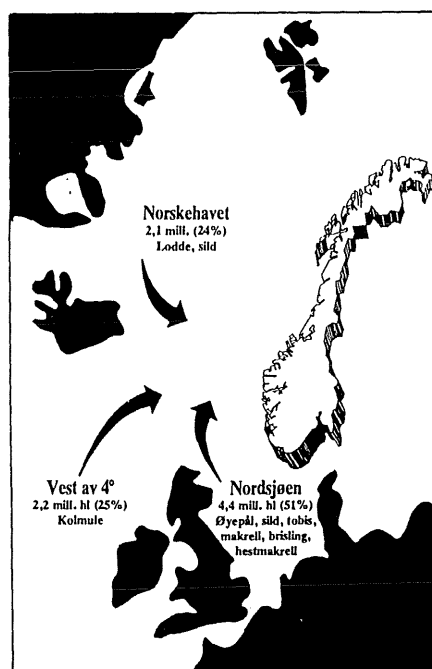 Norskehavet
2,1 mill. (24%)
Lodde, sild
Vest av 4°
2,2 mill. hl (25%)
Kolmule
Nordsjøen
4,4 mill. hl (51%)
Øyepål, sild, tobis,
makrell, brisling,
hestmakrell